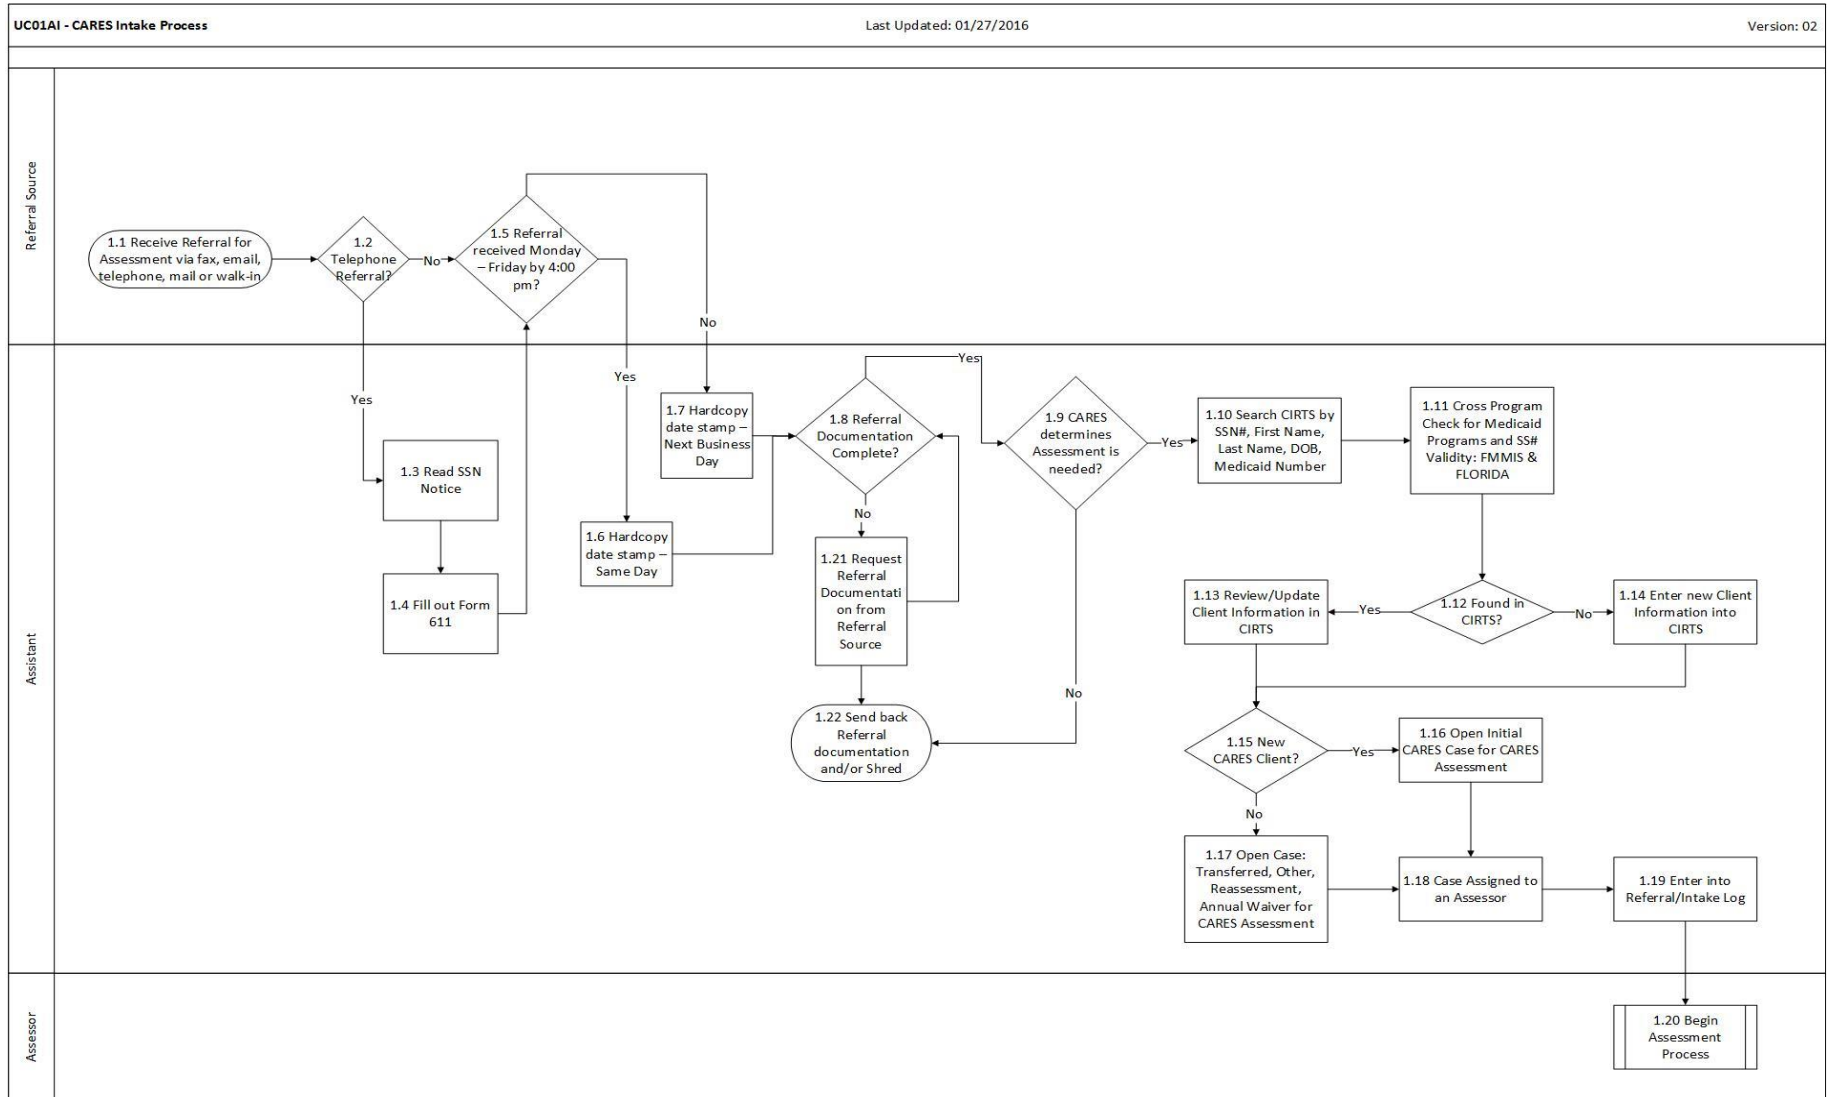 UC01AI - CARES Intake Process
Last Updated: 01/27/2016
Version: 02
Referral Source
1.1 Receive Referral for
Assessment via fax, email,
telephone, mail or walk-in
1.2
Telephone
Referral?
No
1.5 Referral
received Monday
– Friday by 4:00
pm?
No
Yes
Yes
Assistant
1.3 Read SSN
Notice
1.4 Fill out Form
611
1.7 Hardcopy
date stamp –
Next Business
Day
1.6 Hardcopy
date stamp –
Same Day
1.8 Referral
Documentation
Complete?
Yes
No
1.21 Request
Referral
Documentati
on from
Referral
Source
1.22 Send back
Referral
documentation
and/or Shred
1.9 CARES
determines
Assessment is
needed?
Yes
No
1.10 Search CIRTS by
SSN#, First Name,
Last Name, DOB,
Medicaid Number
1.11 Cross Program
Check for Medicaid
Programs and SS#
Validity: FMMIS &
FLORIDA
1.12 Found in
CIRTS?
Yes
No
1.13 Review/Update
Client Information in
CIRTS
1.14 Enter new Client
Information into
CIRTS
1.15 New
CARES Client?
Yes
No
1.16 Open Initial
CARES Case for CARES
Assessment
1.17 Open Case:
Transferred, Other,
Reassessment,
Annual Waiver for
CARES Assessment
1.18 Case Assigned to
an Assessor
1.19 Enter into
Referral/Intake Log
Assessor
1.20 Begin
Assessment
Process